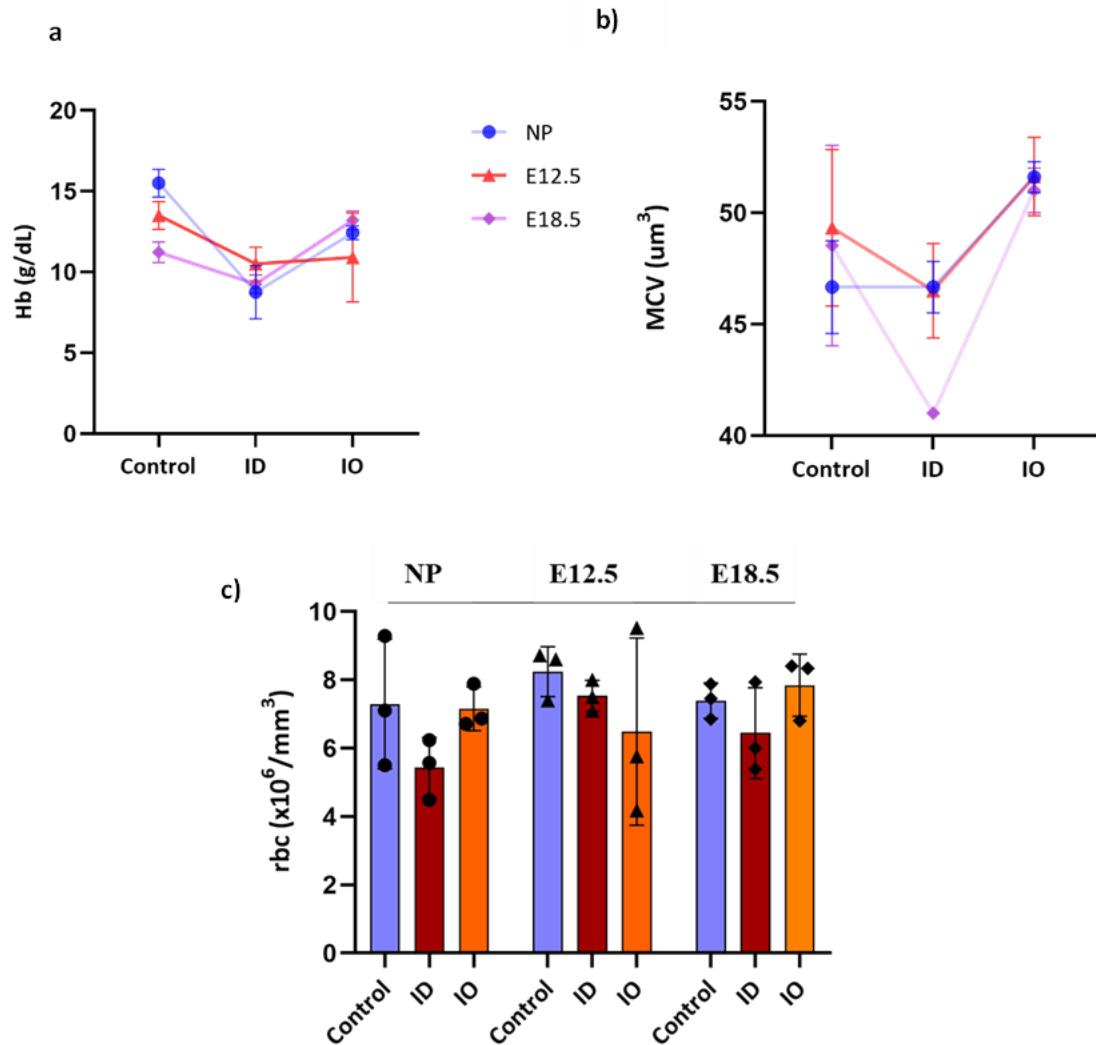 a
b)
20
15
10
5
0
Hb (g/dL)
Control ID IO
NP
E12.5
E18.5
55
50
45
40
MCV (um³)
Control ID IO
c)
NP E12.5 E18.5
10
8
6
4
2
0
rbc (x10⁶/mm³)
Control ID IO Control ID IO Control ID IO